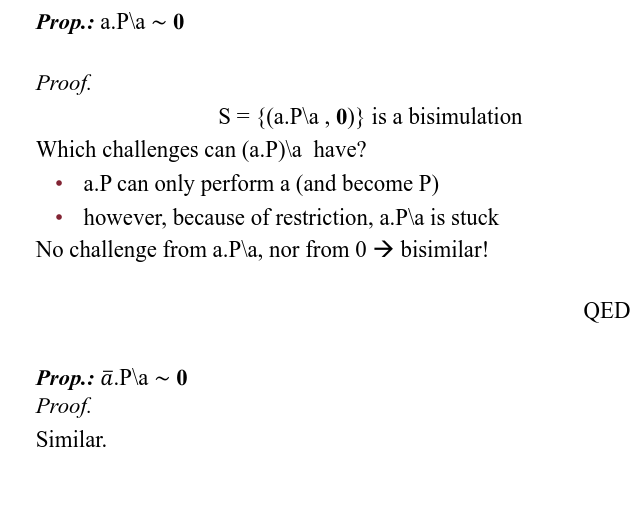 Prop.: a.P\a ~ 0
Proof.
S = {(a.P\a , 0)} is a bisimulation
Which challenges can (a.P)\a have?
• a.P can only perform a (and become P)
• however, because of restriction, a.P\a is stuck
No challenge from a.P\a, nor from 0 → bisimilar!
QED
Prop.: a̅.P\a ~ 0
Proof.
Similar.